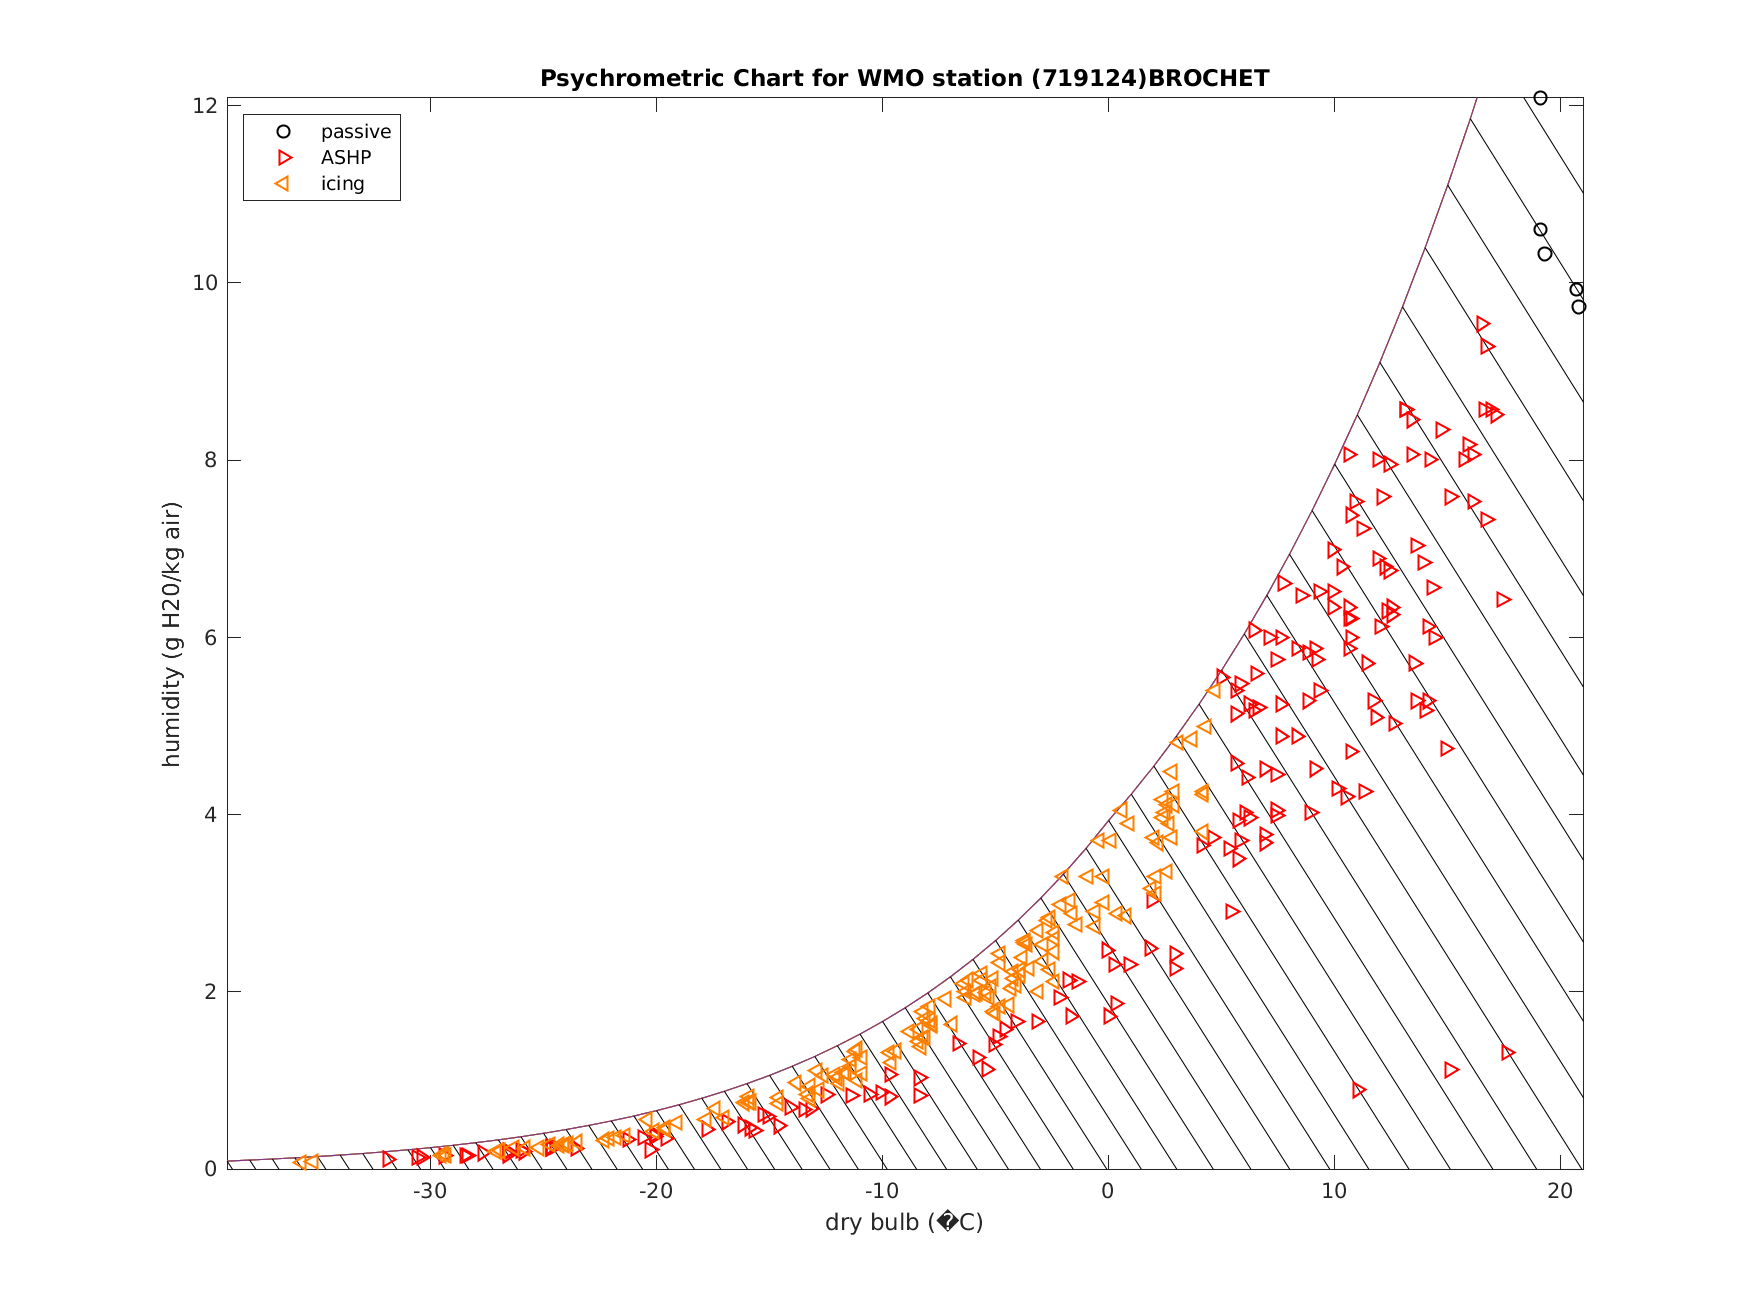 Psychrometric Chart for WMO station (719124)BROCHET
passive
ASHP
icing
12
10
8
6
4
2
0
humidity (g H20/kg air)
-30 -20 -10 0 10 20
dry bulb (�C)